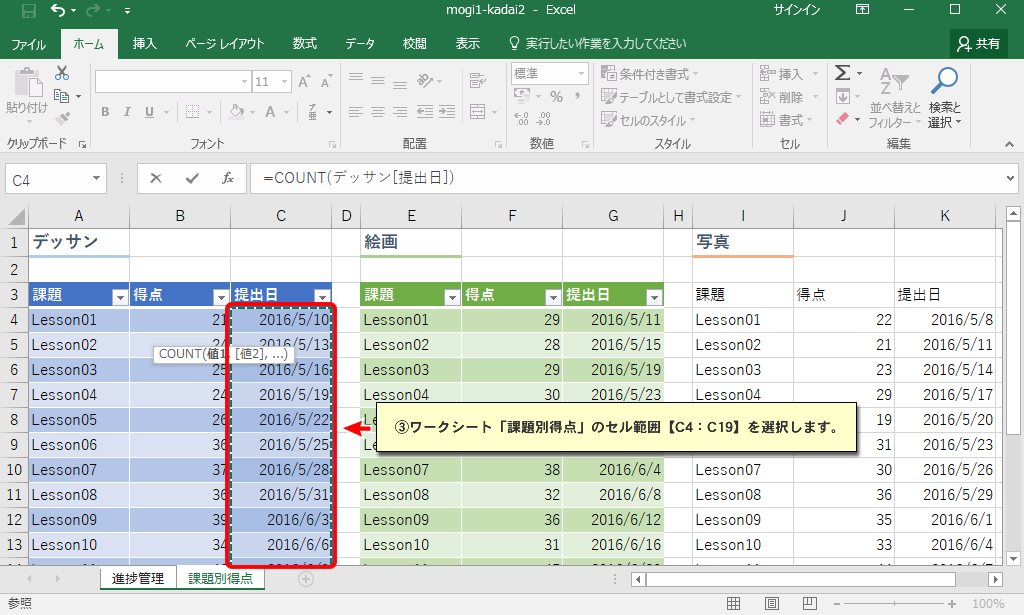 mogi1-kadai2 - Excel
サインイン
ファイル ホーム 挿入 ページ レイアウト 数式 データ 校閲 表示 実行したい作業を入力してください 共有
貼り付け
クリップボード
11
B I U
フォント
配置
標準
%
数値
条件付き書式
テーブルとして書式設定
セルのスタイル
スタイル
挿入
削除
書式
セル
並べ替えと
フィルター
検索と
選択
編集
C4
=COUNT(デッサン[提出日])
A B C D E F G H I J K
1 デッサン 絵画 写真
2
3 課題 得点 提出日 課題 得点 提出日 課題 得点 提出日
4 Lesson01 21 2016/5/10 Lesson01 29 2016/5/11 Lesson01 22 2016/5/8
5 Lesson02 2016/5/13 Lesson02 28 2016/5/15 Lesson02 21 2016/5/11
COUNT(値1, [値2], ...)
6 Lesson03 25 2016/5/16 Lesson03 29 2016/5/19 Lesson03 23 2016/5/14
7 Lesson04 24 2016/5/19 Lesson04 30 2016/5/23 Lesson04 29 2016/5/17
8 Lesson05 26 2016/5/22 19 2016/5/20
③ワークシート「課題別得点」のセル範囲【C4：C19】を選択します。
9 Lesson06 36 2016/5/25 31 2016/5/23
10 Lesson07 37 2016/5/28 Lesson07 38 2016/6/4 Lesson07 30 2016/5/26
11 Lesson08 36 2016/5/31 Lesson08 32 2016/6/8 Lesson08 36 2016/5/29
12 Lesson09 39 2016/6/3 Lesson09 36 2016/6/12 Lesson09 35 2016/6/1
13 Lesson10 34 2016/6/6 Lesson10 31 2016/6/16 Lesson10 33 2016/6/4
進捗管理 課題別得点
参照
100%